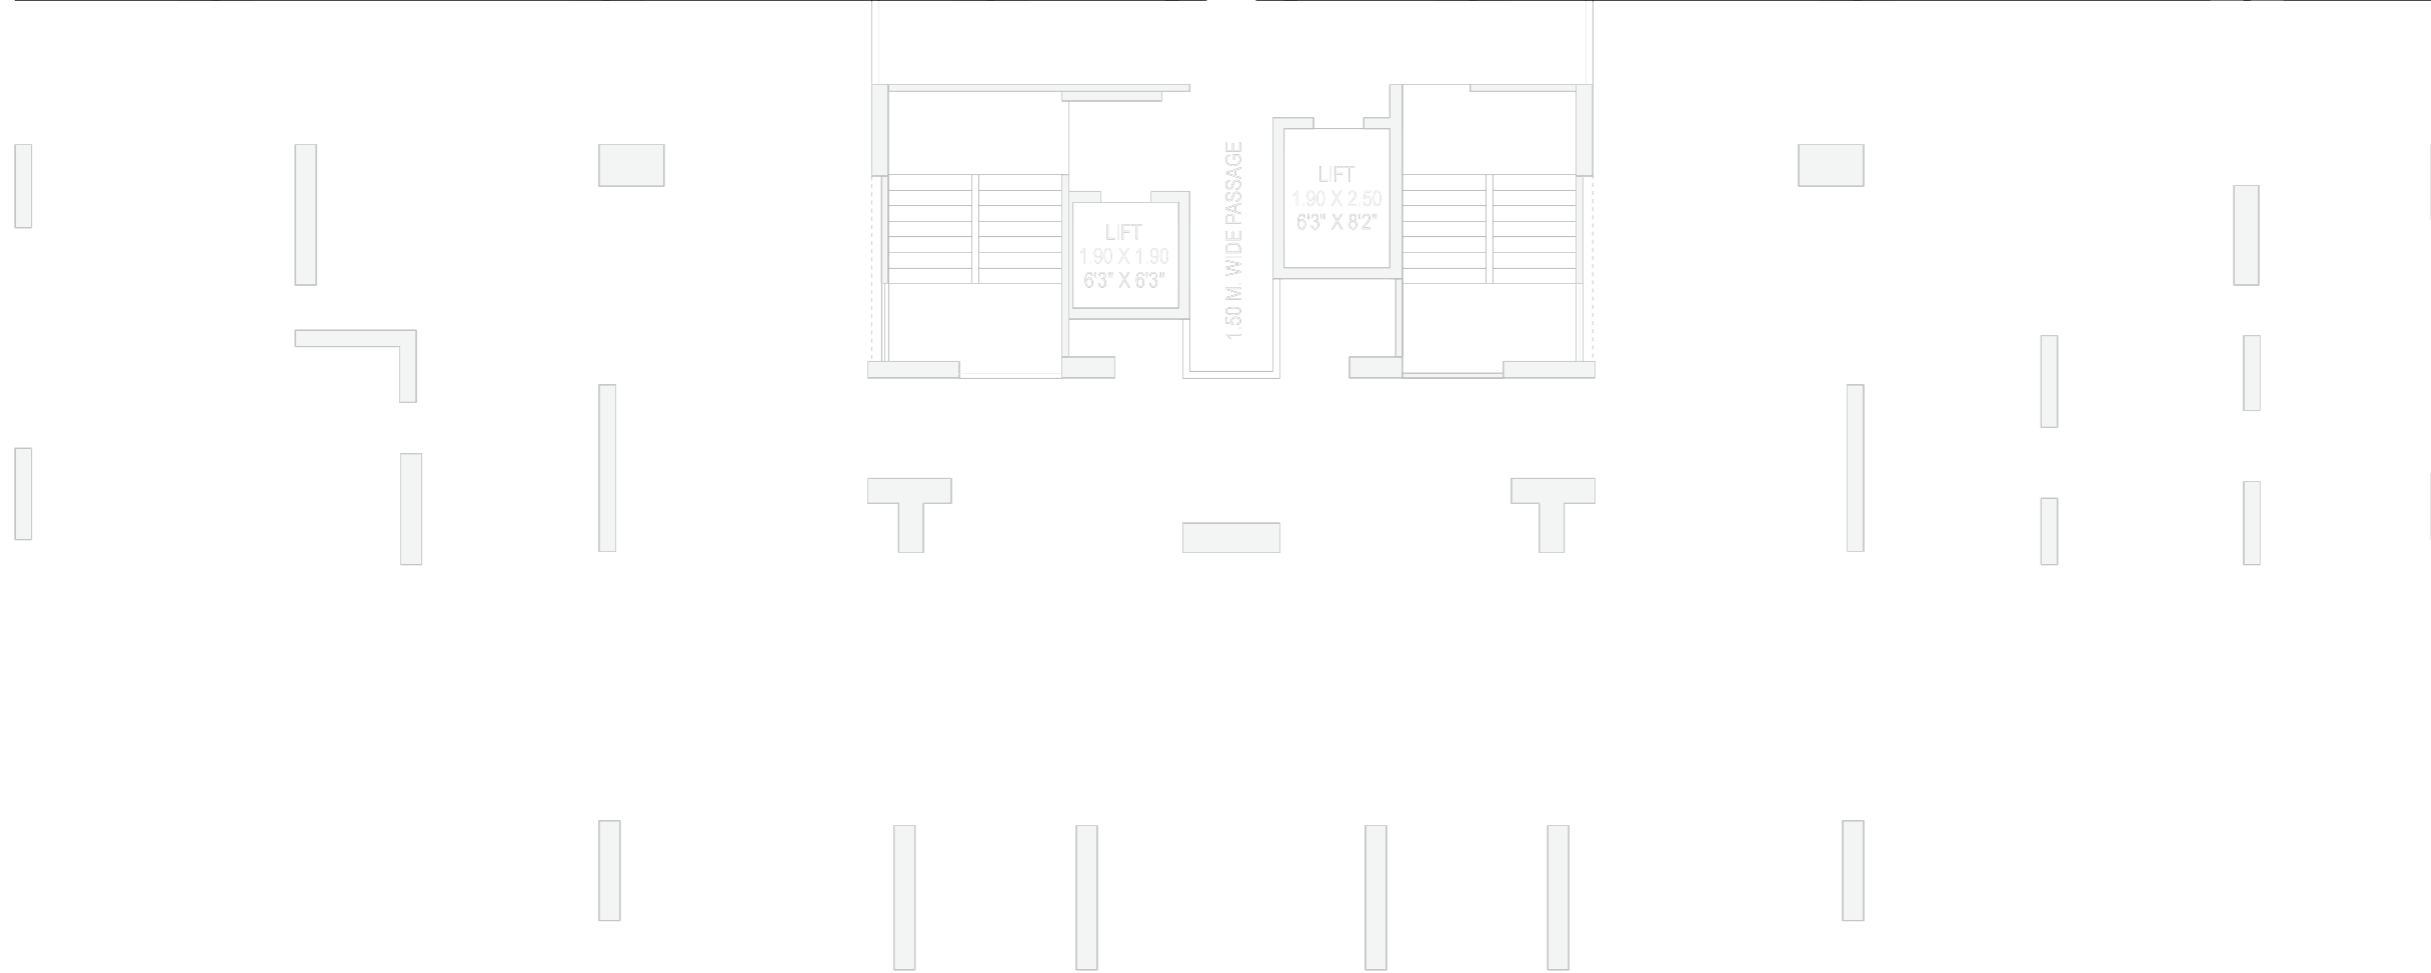 LIFT
1.90 X 1.90
6'3" X 6'3"
1.50 M. WIDE PASSAGE
LIFT
1.90 X 2.50
6'3" X 8'2"